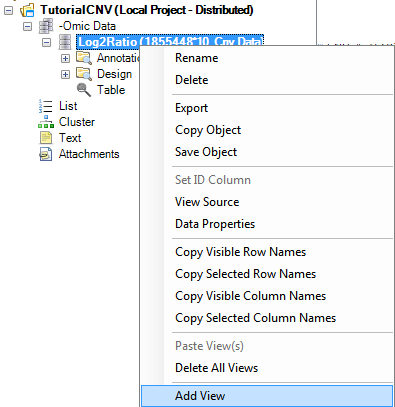 TutorialCNV (Local Project - Distributed)
-Omic Data
Log2Ratio (1855448*10, Cnv Data)
Rename
Delete
Export
Copy Object
Save Object
Set ID Column
View Source
Data Properties
Copy Visible Row Names
Copy Selected Row Names
Copy Visible Column Names
Copy Selected Column Names
Paste View(s)
Delete All Views
Add View
Design
Table
List
Cluster
Text
Attachments